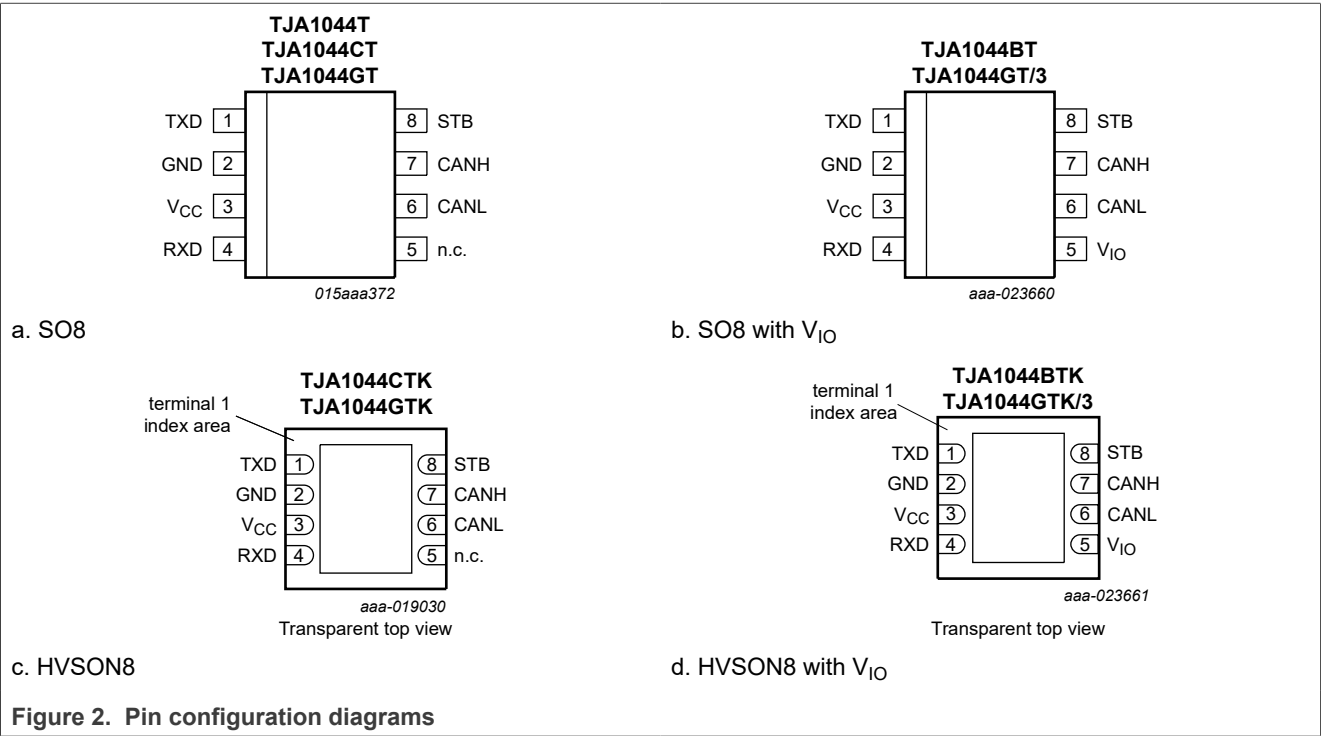 TJA1044T
TJA1044CT
TJA1044GT
TXD 1
GND 2
VCC 3
RXD 4
8 STB
7 CANH
6 CANL
5 n.c.
015aaa372
a. SO8
TJA1044BT
TJA1044GT/3
TXD 1
GND 2
VCC 3
RXD 4
8 STB
7 CANH
6 CANL
5 VIO
aaa-023660
b. SO8 with VIO
TJA1044CTK
TJA1044GTK
terminal 1
index area
TXD 1
GND 2
VCC 3
RXD 4
8 STB
7 CANH
6 CANL
5 n.c.
aaa-019030
Transparent top view
c. HVSON8
TJA1044BTK
TJA1044GTK/3
terminal 1
index area
TXD 1
GND 2
VCC 3
RXD 4
8 STB
7 CANH
6 CANL
5 VIO
aaa-023661
Transparent top view
d. HVSON8 with VIO
Figure 2. Pin configuration diagrams